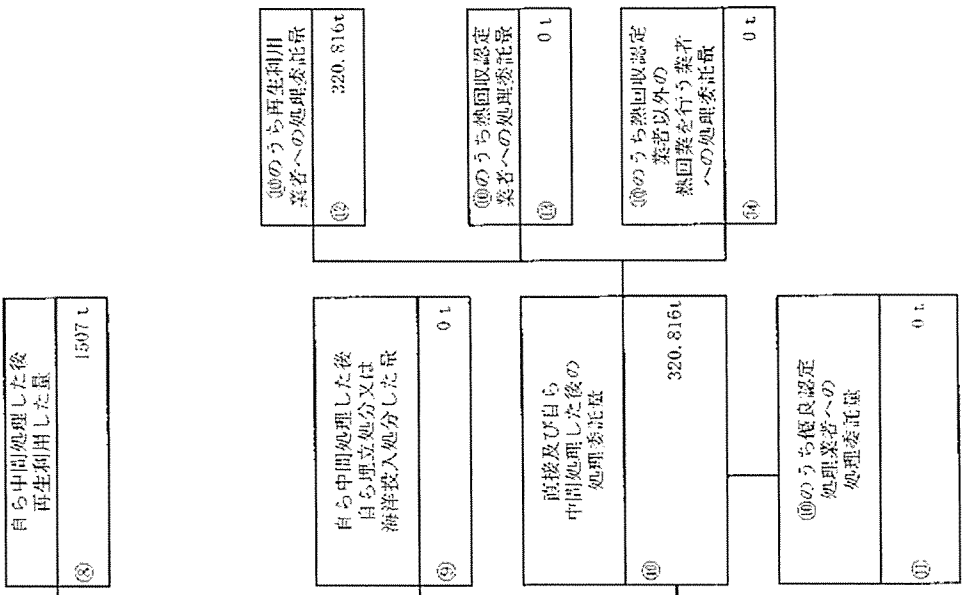 自ら中間処理した後
再生利用した量
⑧ 1507 t
自ら中間処理した後
自ら埋立処分又は
海洋投入処分した量
⑨ 0 t
直接及び自ら
中間処理した後の
処理委託量
⑩ 320.816t
⑩のうち優良認定
処理業者への
処理委託量
⑪ 0 t
⑩のうち再生利用
業者への処理委託量
⑫ 320.816t
⑩のうち熱回収認定
業者への処理委託量
⑬ 0 t
⑩のうち熱回収認定
業者以外の
熱回業を行う業者
への処理委託量
⑭ 0 t